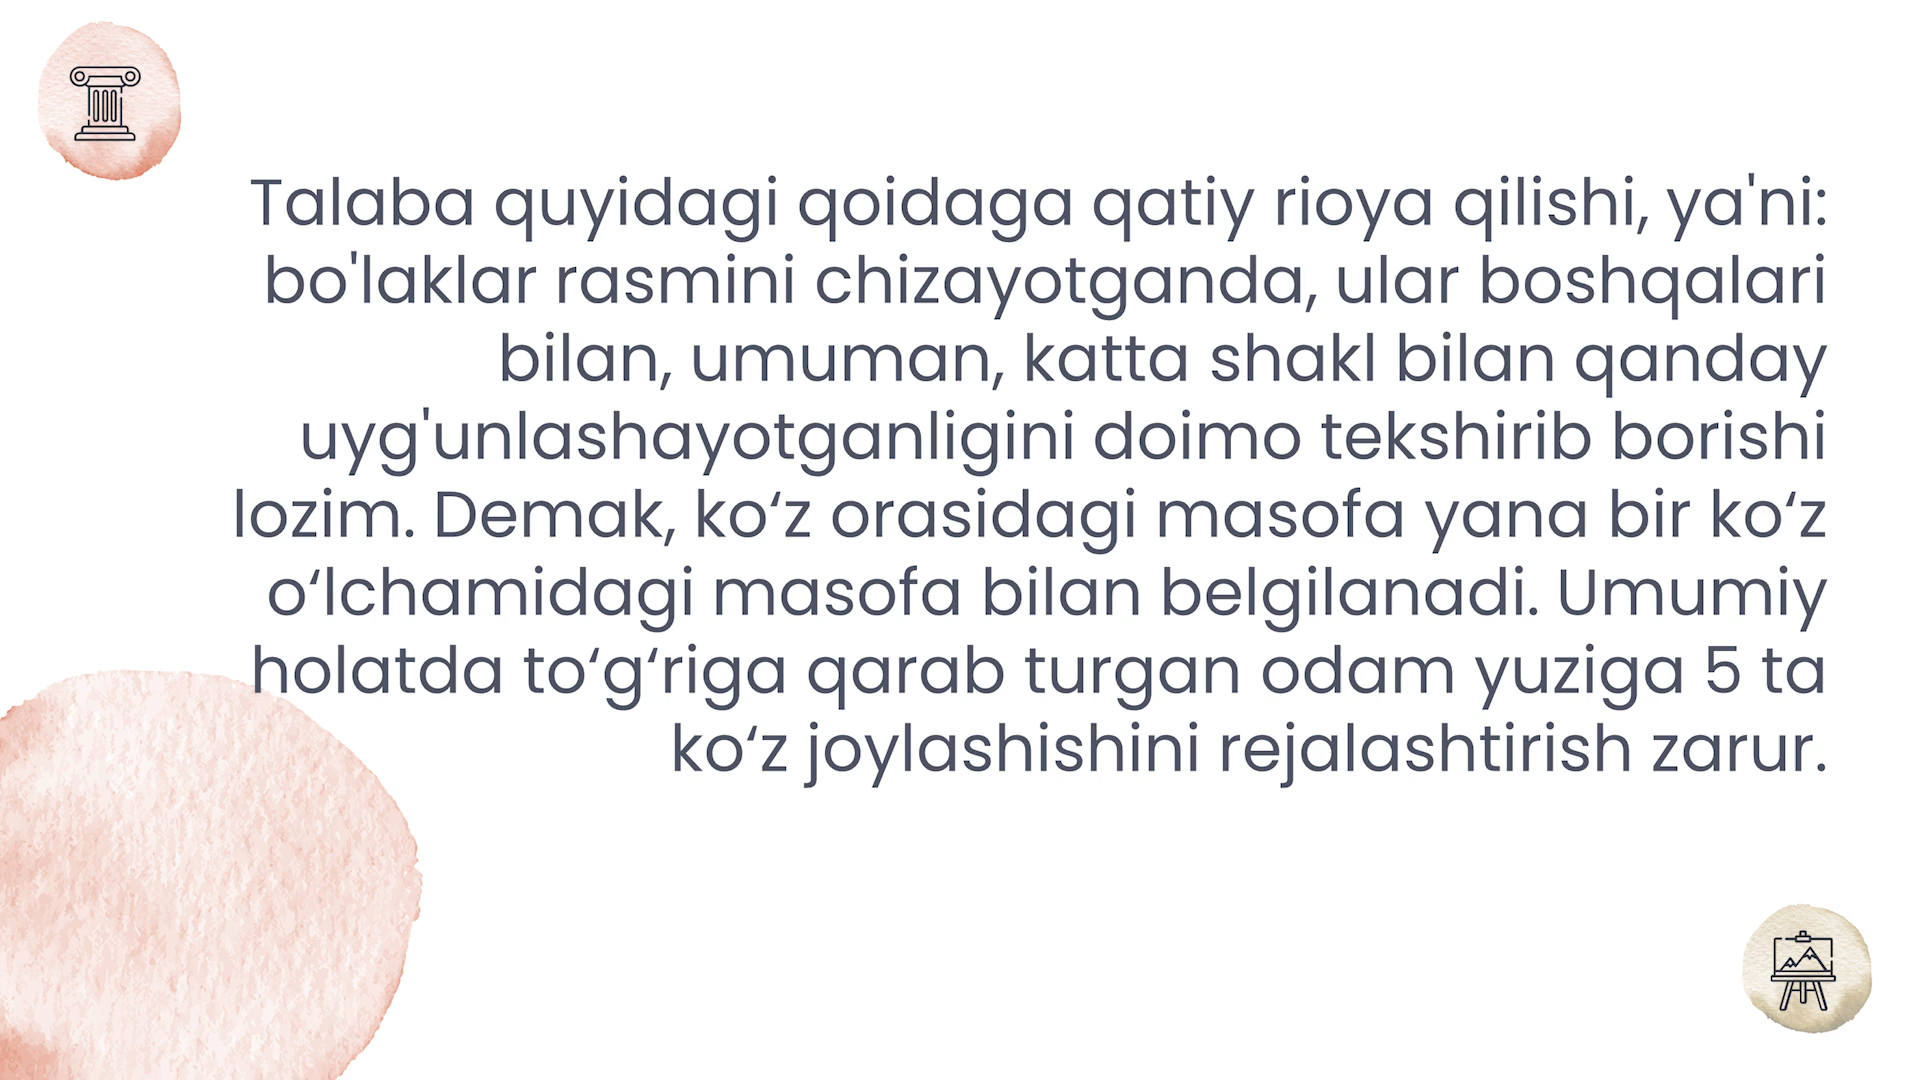 Talaba quyidagi qoidaga qatiy rioya qilishi, ya'ni:
bo'laklar rasmini chizayotganda, ular boshqalari
bilan, umuman, katta shakl bilan qanday
uyg'unlashayotganligini doimo tekshirib borishi
lozim. Demak, ko‘z orasidagi masofa yana bir ko‘z
o‘lchamidagi masofa bilan belgilanadi. Umumiy
holatda to‘g‘riga qarab turgan odam yuziga 5 ta
ko‘z joylashishini rejalashtirish zarur.